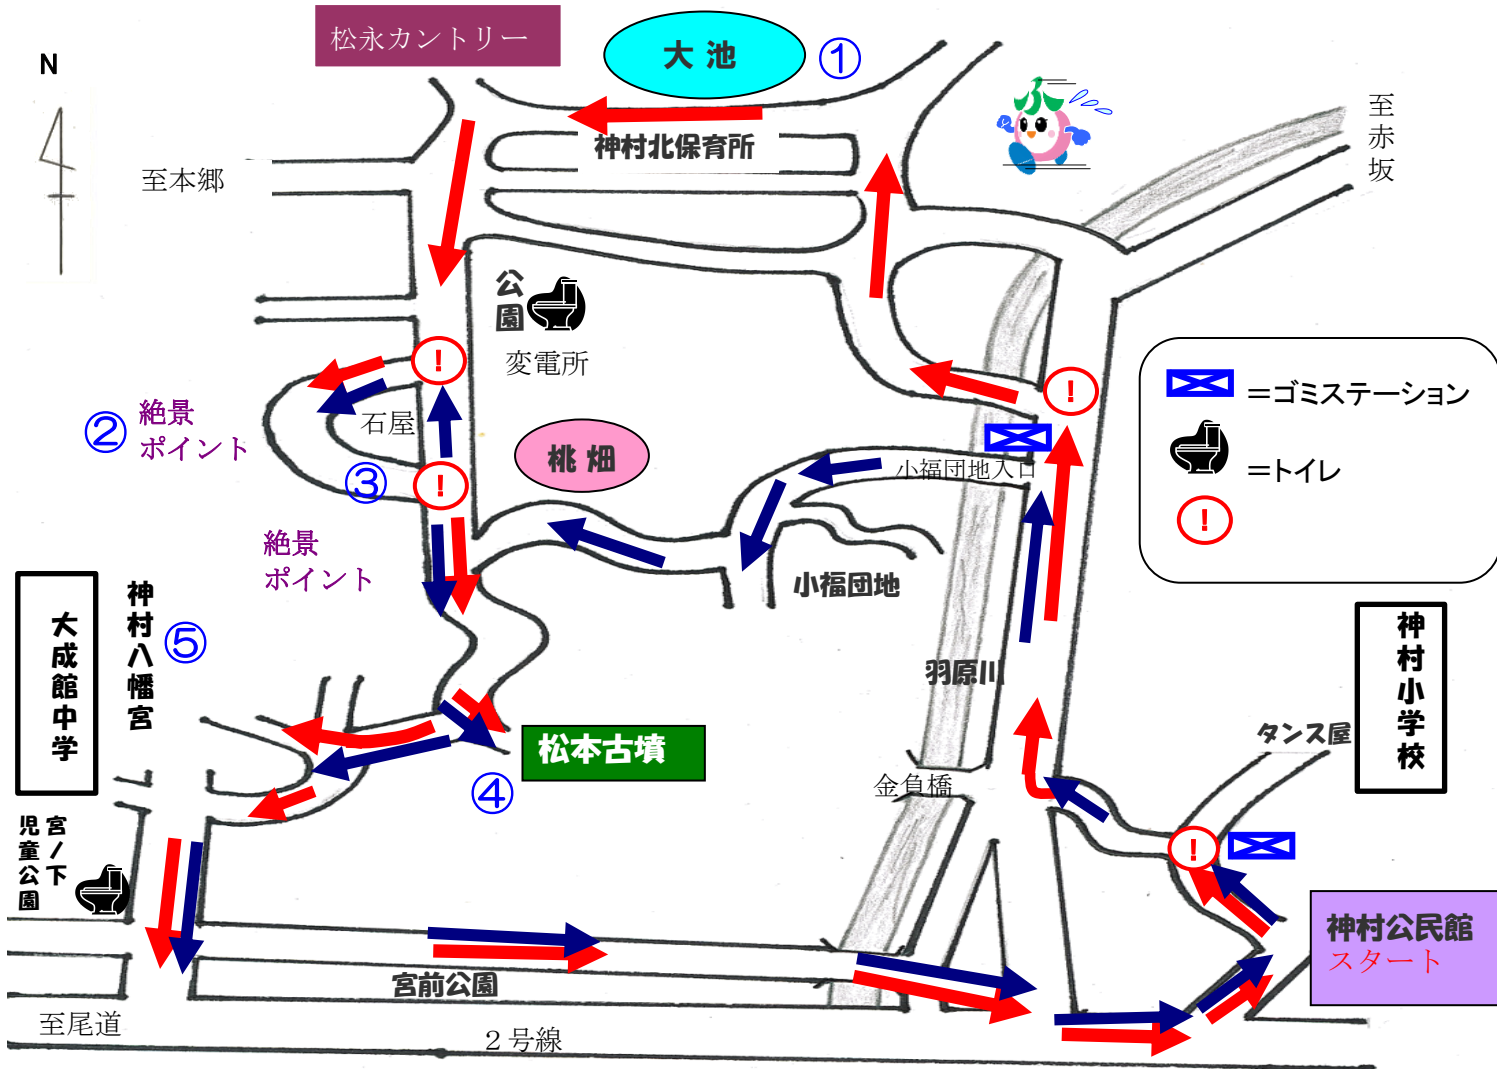 松永カントリー
大 池
①
N
至赤坂
神村北保育所
至本郷
公園
変電所
=ゴミステーション
=トイレ
!
!
!
!
!
② 絶景
ポイント
石屋
③
桃 畑
小福団地入口
絶景
ポイント
小福団地
大成館中学
神村八幡宮
⑤
羽原川
神村小学校
タンス屋
松本古墳
④
金負橋
宮ノ下
児童公園
神村公民館
スタート
宮前公園
至尾道
２号線